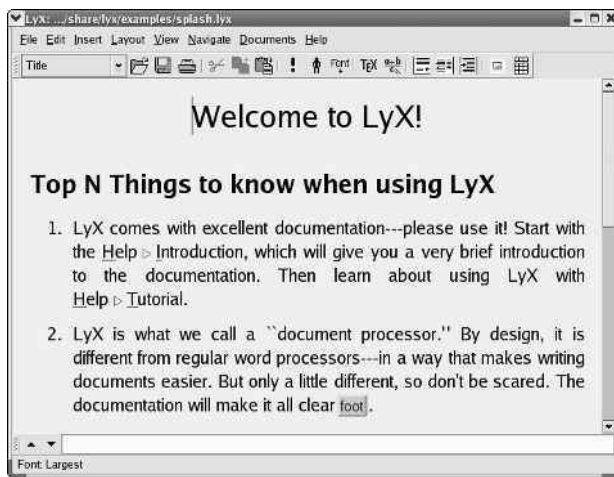 LyX: .../share/lyx/examples/splash.lyx
File Edit Insert Layout View Navigate Documents Help
Title
Font TEX
Welcome to LyX!
Top N Things to know when using LyX
1. LyX comes with excellent documentation---please use it! Start with
the Help ▷ Introduction, which will give you a very brief introduction
to the documentation. Then learn about using LyX with
Help ▷ Tutorial.
2. LyX is what we call a ``document processor.'' By design, it is
different from regular word processors---in a way that makes writing
documents easier. But only a little different, so don't be scared. The
documentation will make it all clear foot .
Font: Largest